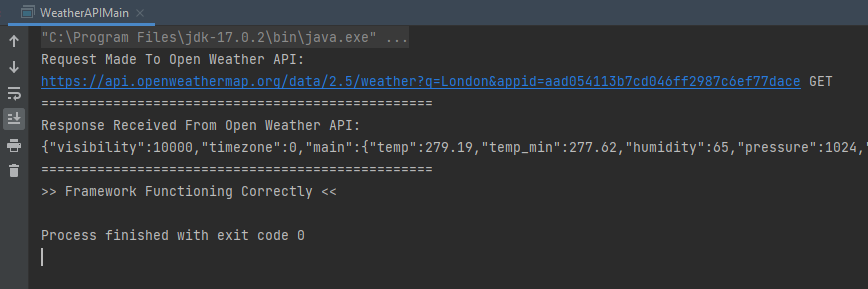 WeatherAPIMain
"C:\Program Files\jdk-17.0.2\bin\java.exe" ...
Request Made To Open Weather API:
https://api.openweathermap.org/data/2.5/weather?q=London&appid=aad054113b7cd046ff2987c6ef77dace GET
=================================================
Response Received From Open Weather API:
{"visibility":10000,"timezone":0,"main":{"temp":279.19,"temp_min":277.62,"humidity":65,"pressure":1024,"
=================================================
>> Framework Functioning Correctly <<
Process finished with exit code 0